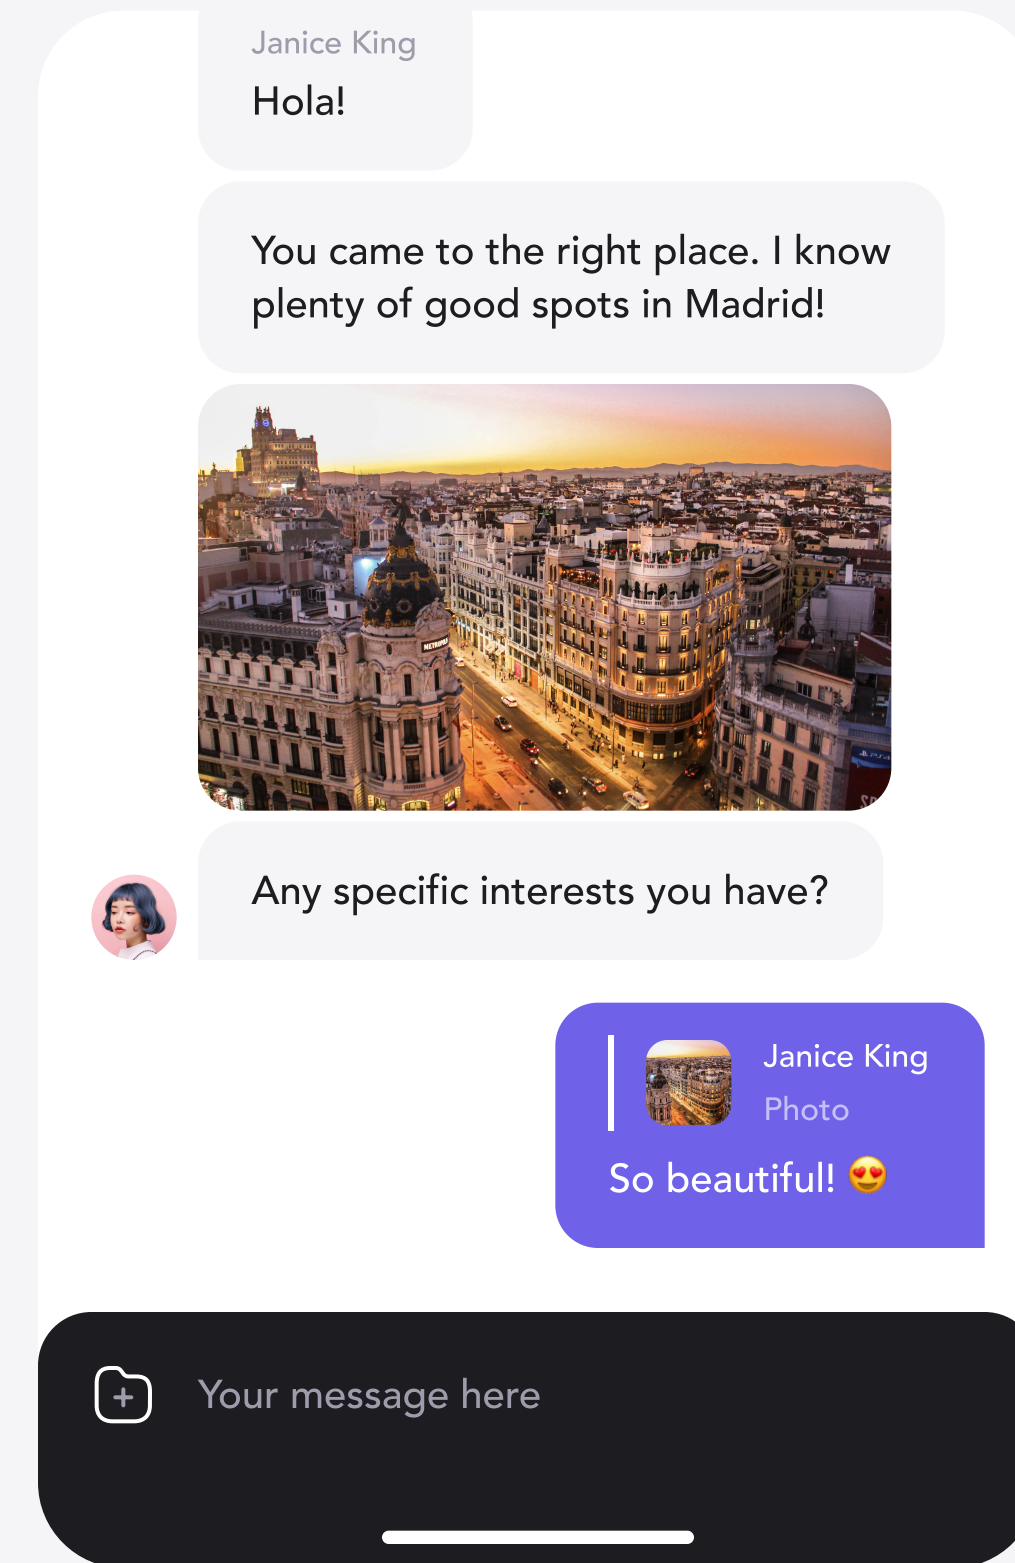 Janice King
Hola!
You came to the right place. I know
plenty of good spots in Madrid!
METROPOLIS
Any specific interests you have?
Janice King
Photo
So beautiful! 😍
Your message here